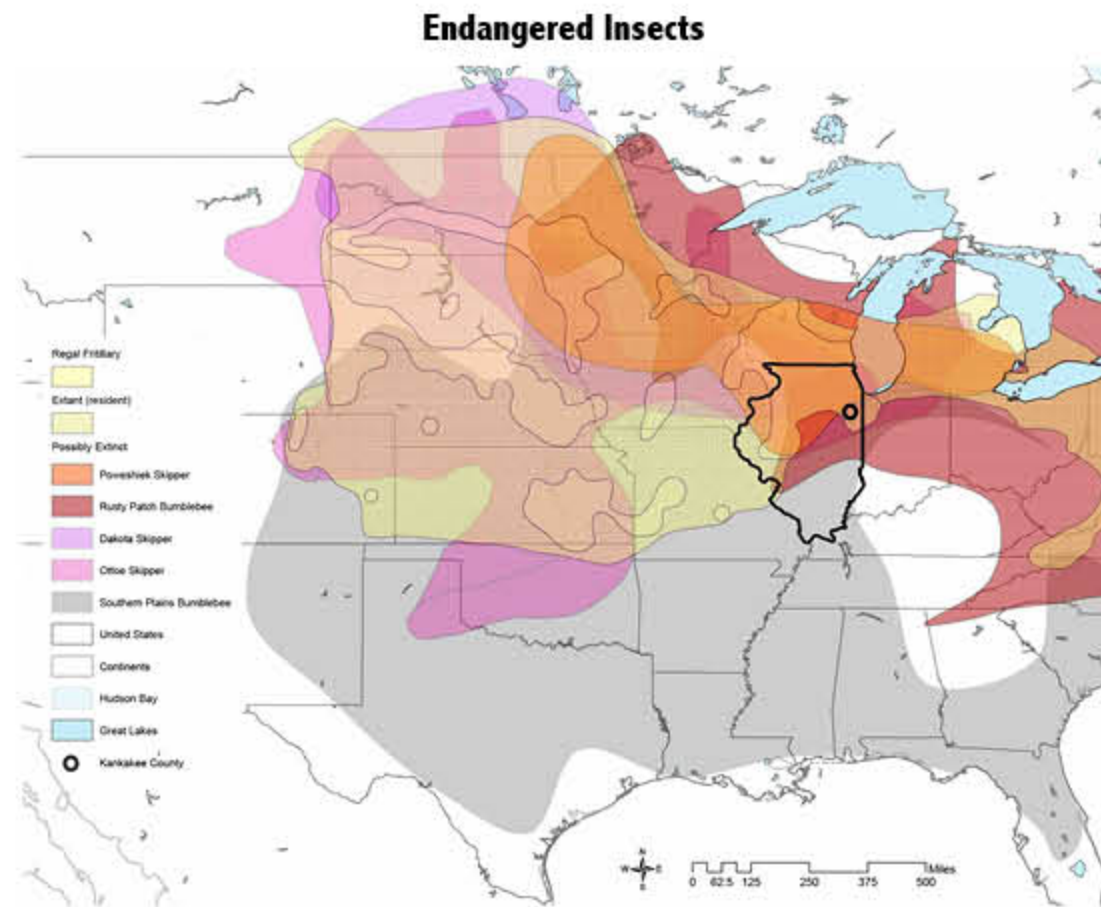 Endangered Insects
Regal Fritillary
Extant (resident)
Possibly Extinct
Poweshiek Skipper
Rusty Patch Bumblebee
Dakota Skipper
Ottoe Skipper
Southern Plains Bumblebee
United States
Continents
Hudson Bay
Great Lakes
Kankakee County
N
W E
S
Miles
0 62.5 125 250 375 500